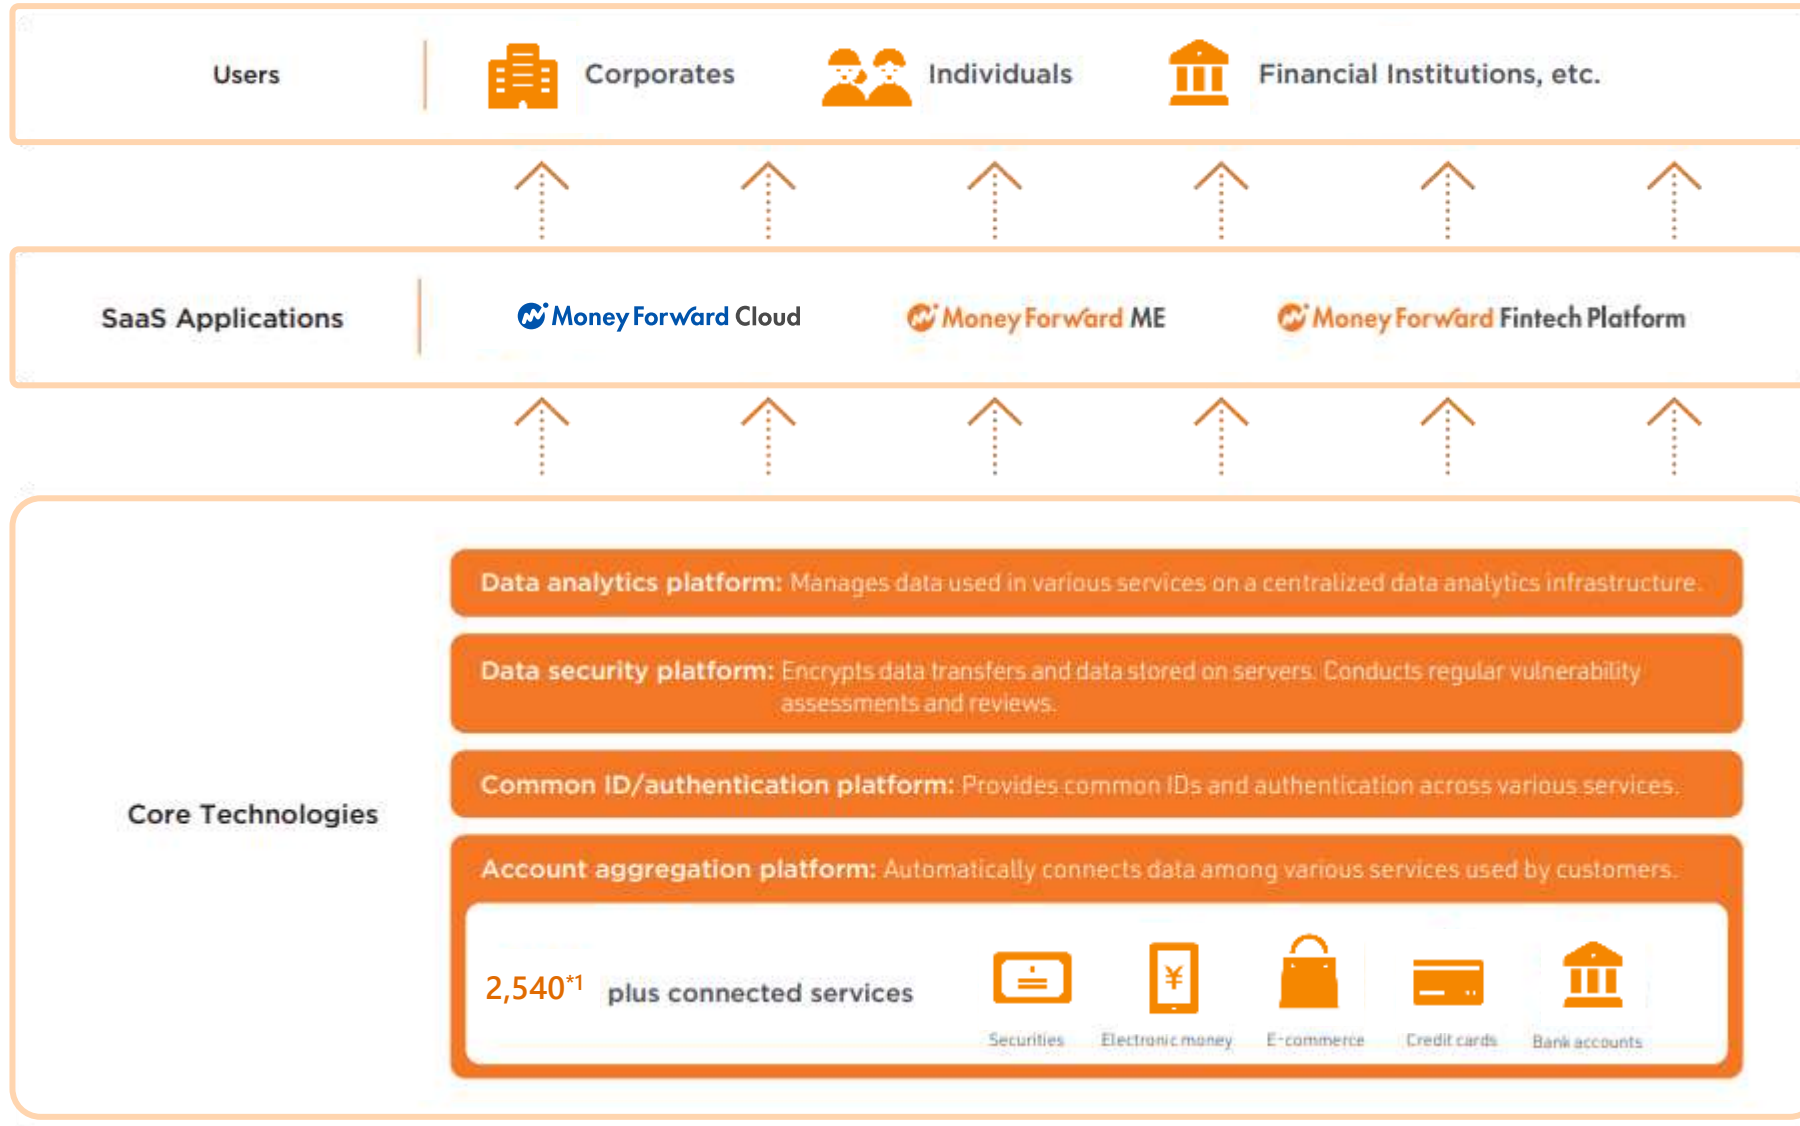 Users
Corporates
Individuals
Financial Institutions, etc.
SaaS Applications
Money Forward Cloud
Money Forward ME
Money Forward Fintech Platform
Core Technologies
Data analytics platform: Manages data used in various services on a centralized data analytics infrastructure.
Data security platform: Encrypts data transfers and data stored on servers. Conducts regular vulnerability
assessments and reviews.
Common ID/authentication platform: Provides common IDs and authentication across various services.
Account aggregation platform: Automatically connects data among various services used by customers.
2,540*1 plus connected services
¥
Securities
Electronic money
E-commerce
Credit cards
Bank accounts